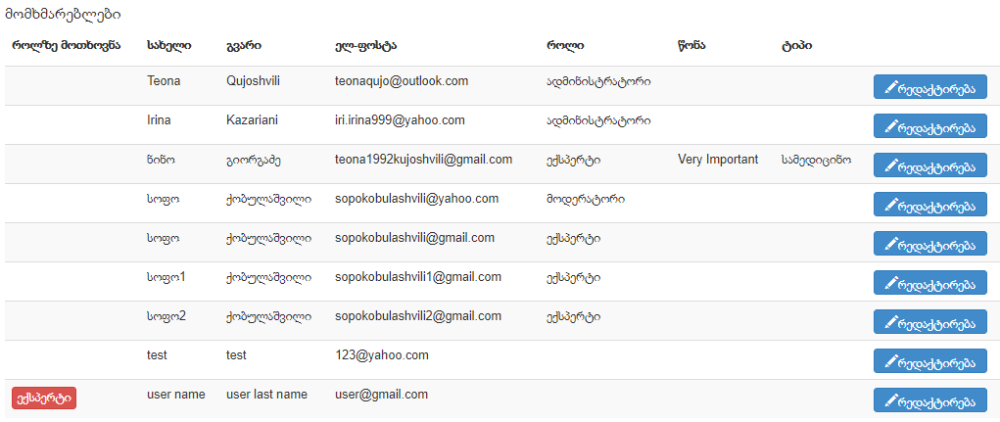 მომხმარებლები
როლზე მოთხოვნა სახელი გვარი ელ-ფოსტა როლი წონა ტიპი
Teona Qujoshvili teonaqujo@outlook.com ადმინისტრატორი რედაქტირება
Irina Kazariani iri.irina999@yahoo.com ადმინისტრატორი რედაქტირება
ნინო გიორგაძე teona1992kujoshvili@gmail.com ექსპერტი Very Important სამედიცინო რედაქტირება
სოფო ქობულაშვილი sopokobulashvili@yahoo.com მოდერატორი რედაქტირება
სოფო ქობულაშვილი sopokobulashvili@gmail.com ექსპერტი რედაქტირება
სოფო1 ქობულაშვილი sopokobulashvili1@gmail.com ექსპერტი რედაქტირება
სოფო2 ქობულაშვილი sopokobulashvili2@gmail.com ექსპერტი რედაქტირება
test test 123@yahoo.com რედაქტირება
ექსპერტი user name user last name user@gmail.com რედაქტირება